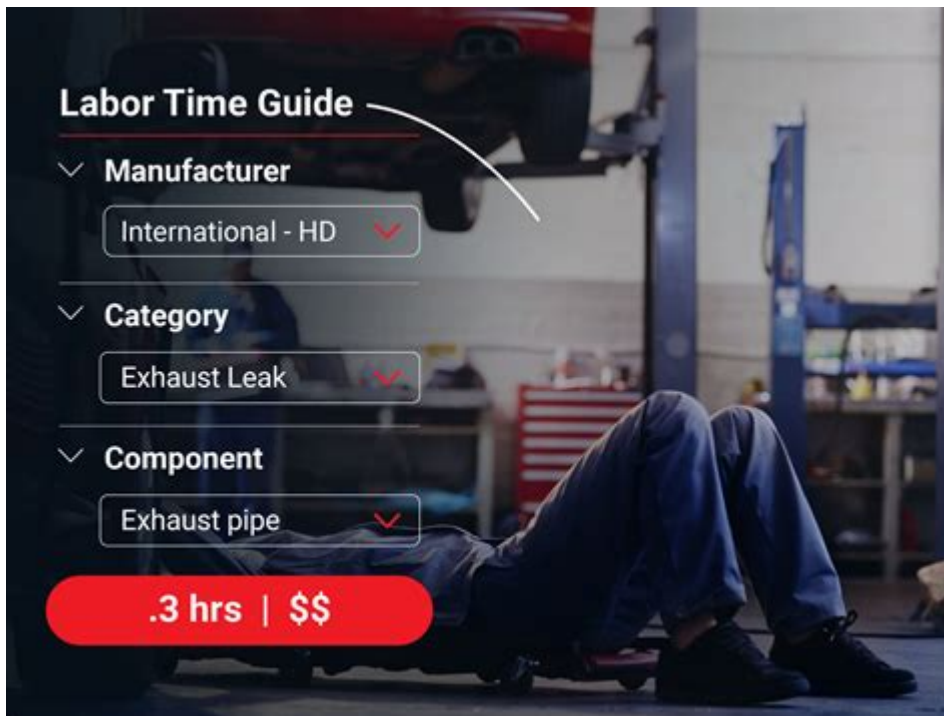 Labor Time Guide
Manufacturer
International - HD
Category
Exhaust Leak
Component
Exhaust pipe
.3 hrs | $$